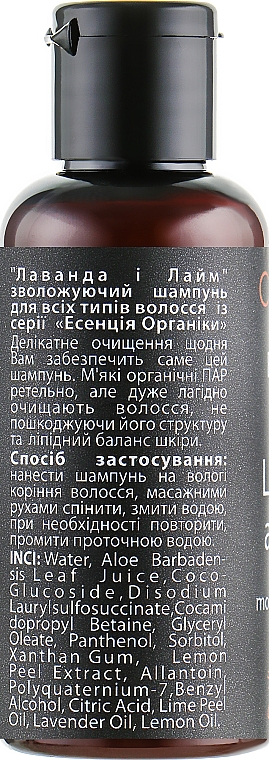 "Лаванда і Лайм"
зволожуючий шампунь
для всіх типів волосся із
серії «Есенція Органіки»
Делікатне очищення щодня
Вам забезпечить саме цей
шампунь. М'які органічні ПАР
ретельно, але дуже лагідно
очищають волосся, не
пошкоджуючи його структуру
та ліпідний баланс шкіри.
Спосіб застосування:
нанести шампунь на вологі
коріння волосся, масажними
рухами спінити, змити водою,
при необхідності повторити,
промити проточною водою.
INCI: Water, Aloe Barbaden-
sis Leaf Juice, Coco-
Glucoside, Disodium
Laurylsulfosuccinate, Cocami
dopropyl Betaine, Glyceryl
Oleate, Panthenol, Sorbitol,
Xanthan Gum, Lemon
Peel Extract, Allantoin,
Polyquaternium-7, Benzyl
Alcohol, Citric Acid, Lime Peel
Oil, Lavender Oil, Lemon Oil.